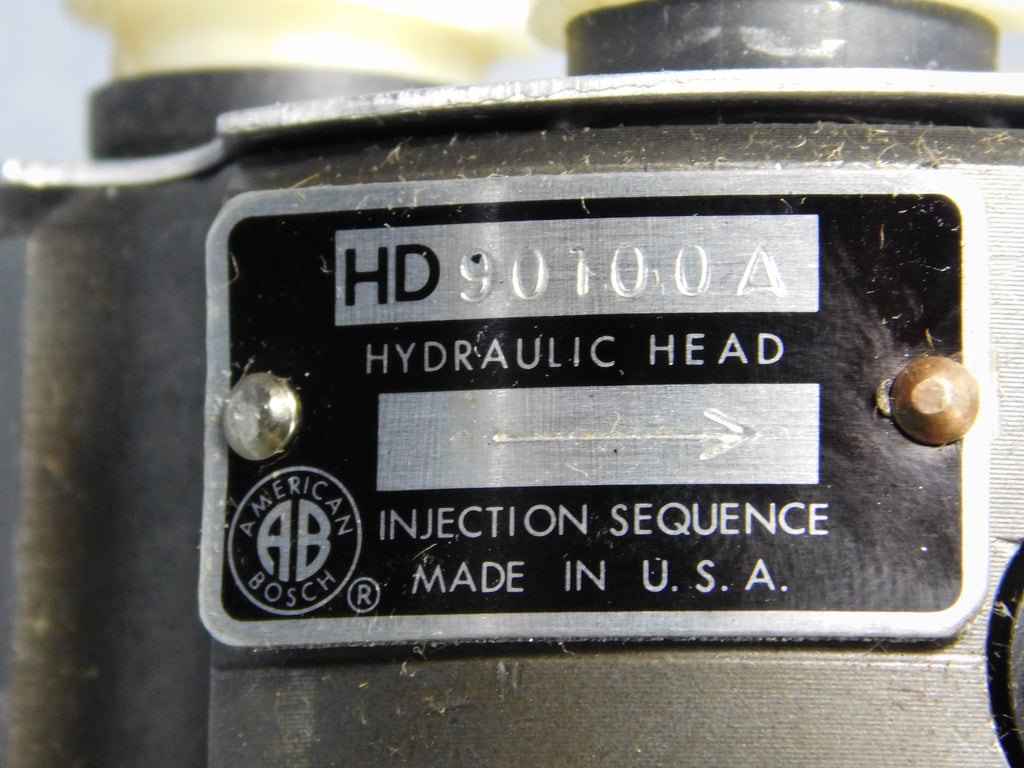 HD 90100A
HYDRAULIC HEAD
AMERICAN
AB
BOSCH
®
INJECTION SEQUENCE
MADE IN U.S.A.